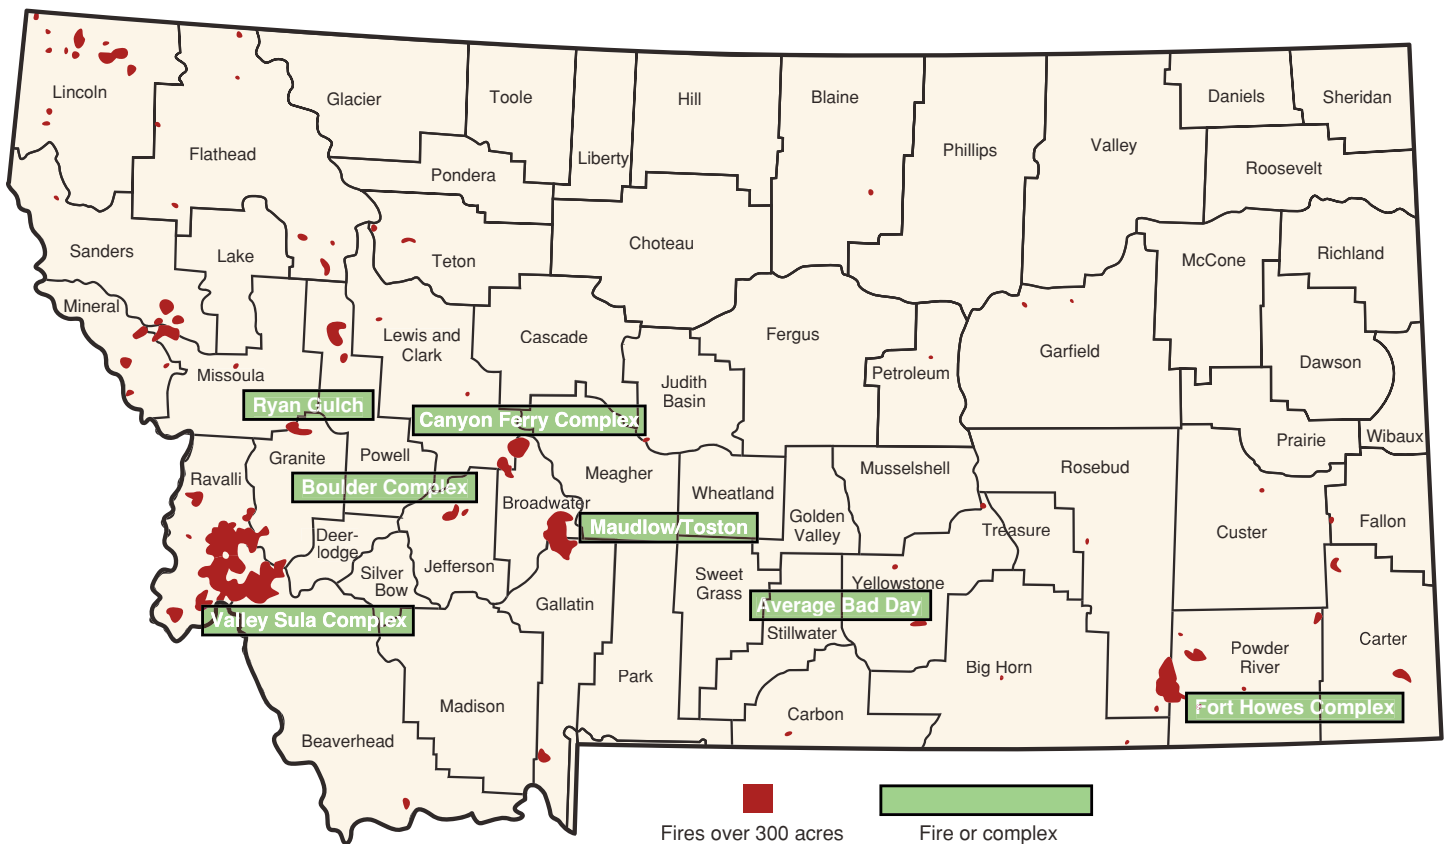 Lincoln
Flathead
Glacier
Toole
Liberty
Hill
Blaine
Phillips
Valley
Daniels
Sheridan
Roosevelt
Pondera
Sanders
Lake
Teton
Choteau
McCone
Richland
Mineral
Missoula
Lewis and
Clark
Cascade
Fergus
Judith
Basin
Petroleum
Garfield
Dawson
Ryan Gulch
Canyon Ferry Complex
Prairie
Wibaux
Ravalli
Granite
Powell
Boulder Complex
Meagher
Broadwater
Wheatland
Golden
Valley
Musselshell
Rosebud
Treasure
Custer
Fallon
Maudlow/Toston
Deer-
lodge
Silver
Bow
Jefferson
Gallatin
Sweet
Grass
Yellowstone
Average Bad Day
Stillwater
Valley Sula Complex
Park
Big Horn
Powder
River
Carter
Fort Howes Complex
Madison
Carbon
Beaverhead
Fires over 300 acres
Fire or complex